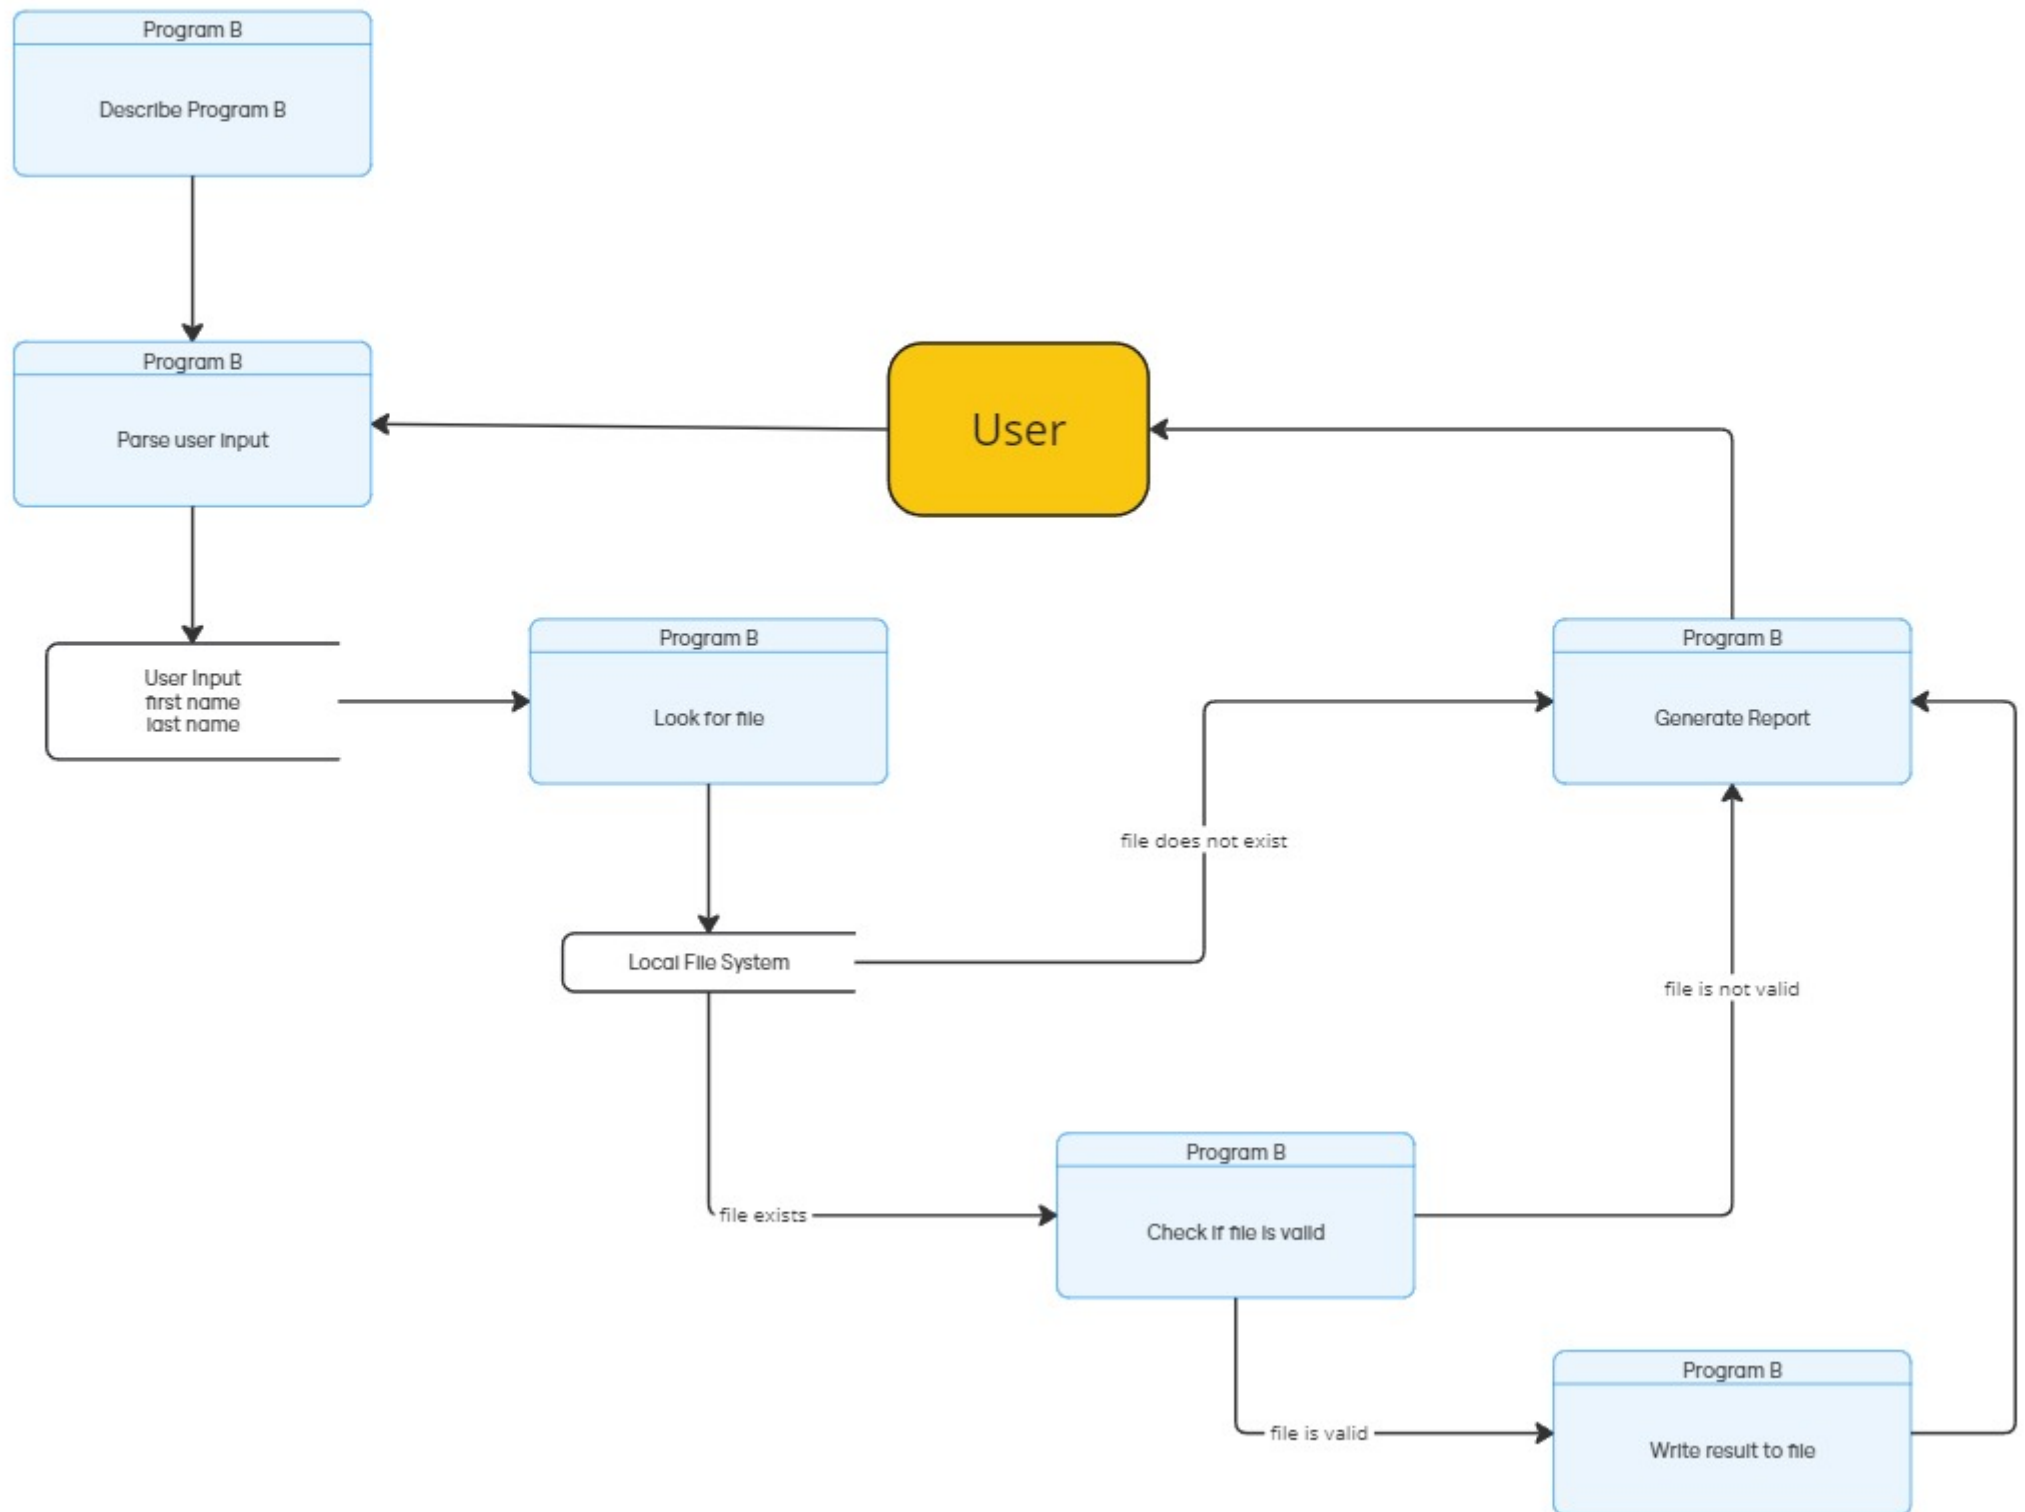 Program B
Describe Program B
Program B
Parse user input
User
User Input
first name
last name
Program B
Look for file
Program B
Generate Report
file does not exist
Local File System
file is not valid
Program B
Check if file is valid
file exists
Program B
Write result to file
file is valid